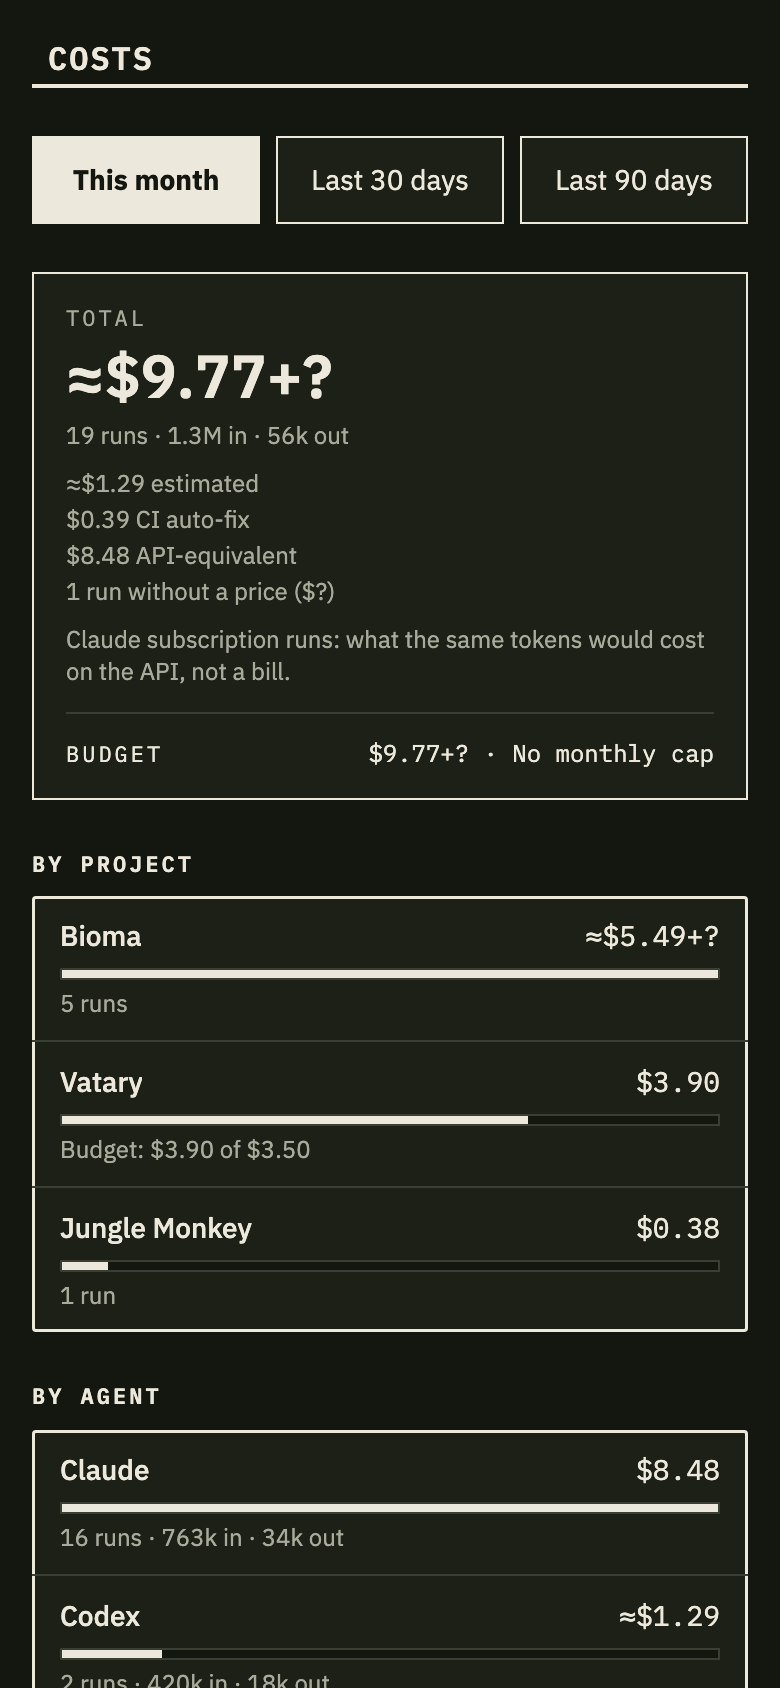 COSTS
This month
Last 30 days
Last 90 days
TOTAL
≈$9.77+?
19 runs · 1.3M in · 56k out
≈$1.29 estimated
$0.39 CI auto-fix
$8.48 API-equivalent
1 run without a price ($?)
Claude subscription runs: what the same tokens would cost
on the API, not a bill.
BUDGET $9.77+? · No monthly cap
BY PROJECT
Bioma ≈$5.49+?
5 runs
Vatary $3.90
Budget: $3.90 of $3.50
Jungle Monkey $0.38
1 run
BY AGENT
Claude $8.48
16 runs · 763k in · 34k out
Codex ≈$1.29
2 runs · 420k in · 18k out